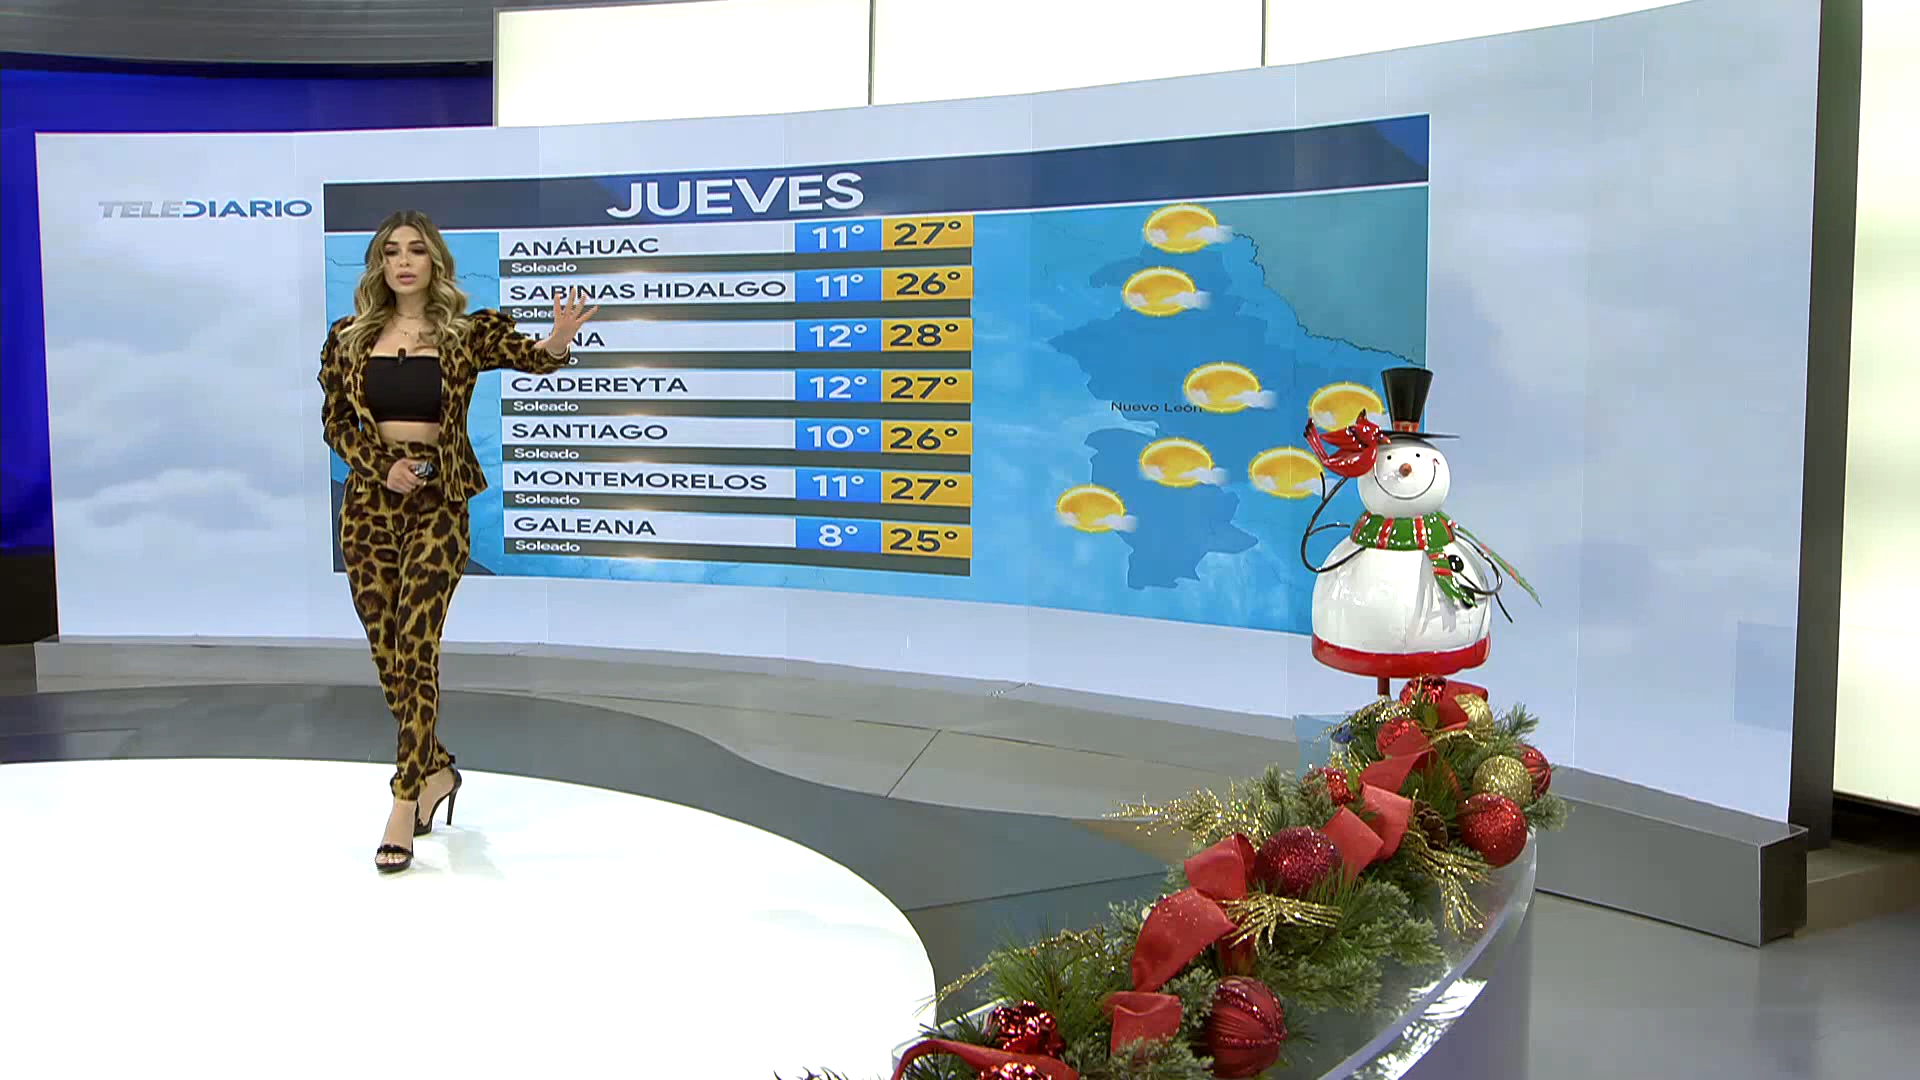 TELEDIARIO
JUEVES
ANÁHUAC 11° 27°
Soleado
SABINAS HIDALGO 11° 26°
12° 28°
CADEREYTA 12° 27°
Soleado
SANTIAGO 10° 26°
Soleado
MONTEMORELOS 11° 27°
Soleado
GALEANA 8° 25°
Soleado
Nuevo León